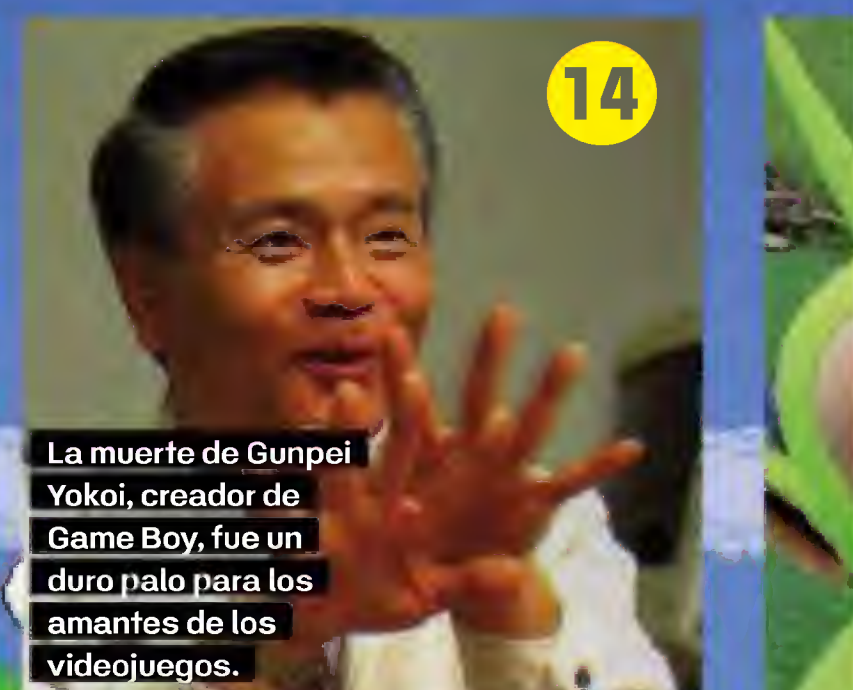 14
La muerte de Gunpei
Yokoi, creador de
Game Boy, fue un
duro palo para los
amantes de los
videojuegos.